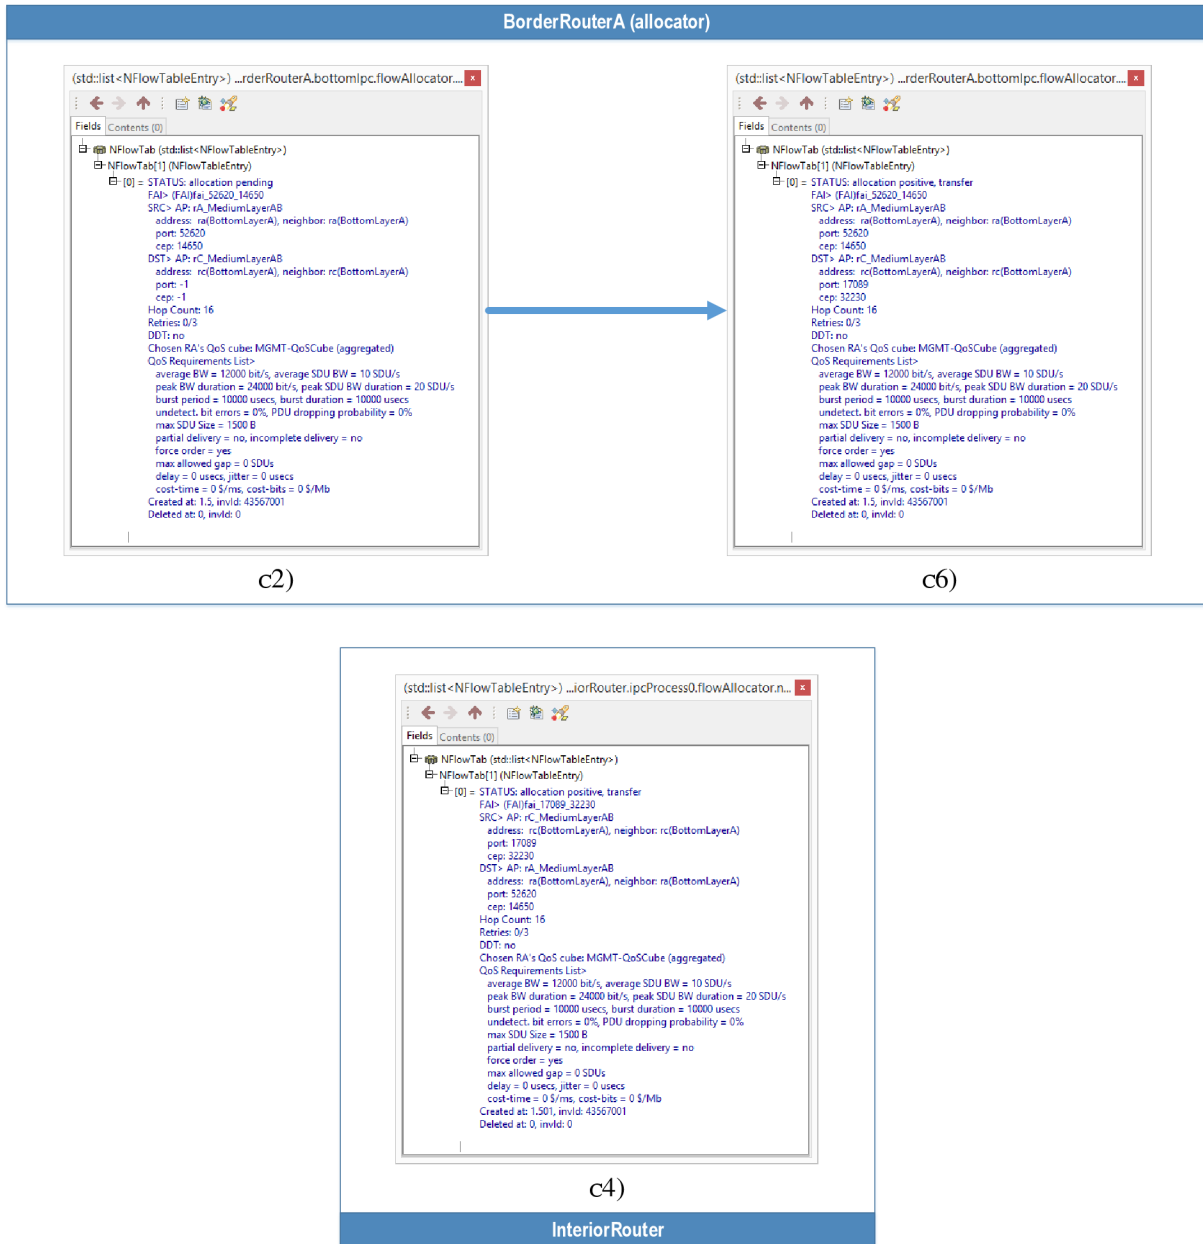 BorderRouterA (allocator)
(std::list<NFlowTableEntry>) ...rderRouterA.bottomIpc.flowAllocator....
Fields Contents (0)
NFlowTab (std::list<NFlowTableEntry>)
NFlowTab[1] (NFlowTableEntry)
[0] = STATUS: allocation pending
FAI> (FAI)fai_52620_14650
SRC> AP: rA_MediumLayerAB
address: ra(BottomLayerA), neighbor: ra(BottomLayerA)
port: 52620
cep: 14650
DST> AP: rC_MediumLayerAB
address: rc(BottomLayerA), neighbor: rc(BottomLayerA)
port: -1
cep: -1
Hop Count: 16
Retries: 0/3
DDT: no
Chosen RA's QoS cube: MGMT-QoSCube (aggregated)
QoS Requirements List>
average BW = 12000 bit/s, average SDU BW = 10 SDU/s
peak BW duration = 24000 bit/s, peak SDU BW duration = 20 SDU/s
burst period = 10000 usecs, burst duration = 10000 usecs
undetect. bit errors = 0%, PDU dropping probability = 0%
max SDU Size = 1500 B
partial delivery = no, incomplete delivery = no
force order = yes
max allowed gap = 0 SDUs
delay = 0 usecs, jitter = 0 usecs
cost-time = 0 $/ms, cost-bits = 0 $/Mb
Created at: 1.5, invId: 43567001
Deleted at: 0, invId: 0
c2)
(std::list<NFlowTableEntry>) ...rderRouterA.bottomIpc.flowAllocator....
Fields Contents (0)
NFlowTab (std::list<NFlowTableEntry>)
NFlowTab[1] (NFlowTableEntry)
[0] = STATUS: allocation positive, transfer
FAI> (FAI)fai_52620_14650
SRC> AP: rA_MediumLayerAB
address: ra(BottomLayerA), neighbor: ra(BottomLayerA)
port: 52620
cep: 14650
DST> AP: rC_MediumLayerAB
address: rc(BottomLayerA), neighbor: rc(BottomLayerA)
port: 17089
cep: 32230
Hop Count: 16
Retries: 0/3
DDT: no
Chosen RA's QoS cube: MGMT-QoSCube (aggregated)
QoS Requirements List>
average BW = 12000 bit/s, average SDU BW = 10 SDU/s
peak BW duration = 24000 bit/s, peak SDU BW duration = 20 SDU/s
burst period = 10000 usecs, burst duration = 10000 usecs
undetect. bit errors = 0%, PDU dropping probability = 0%
max SDU Size = 1500 B
partial delivery = no, incomplete delivery = no
force order = yes
max allowed gap = 0 SDUs
delay = 0 usecs, jitter = 0 usecs
cost-time = 0 $/ms, cost-bits = 0 $/Mb
Created at: 1.5, invId: 43567001
Deleted at: 0, invId: 0
c6)
(std::list<NFlowTableEntry>) ...iorRouter.ipcProcess0.flowAllocator.n...
Fields Contents (0)
NFlowTab (std::list<NFlowTableEntry>)
NFlowTab[1] (NFlowTableEntry)
[0] = STATUS: allocation positive, transfer
FAI> (FAI)fai_17089_32230
SRC> AP: rC_MediumLayerAB
address: rc(BottomLayerA), neighbor: rc(BottomLayerA)
port: 17089
cep: 32230
DST> AP: rA_MediumLayerAB
address: ra(BottomLayerA), neighbor: ra(BottomLayerA)
port: 52620
cep: 14650
Hop Count: 16
Retries: 0/3
DDT: no
Chosen RA's QoS cube: MGMT-QoSCube (aggregated)
QoS Requirements List>
average BW = 12000 bit/s, average SDU BW = 10 SDU/s
peak BW duration = 24000 bit/s, peak SDU BW duration = 20 SDU/s
burst period = 10000 usecs, burst duration = 10000 usecs
undetect. bit errors = 0%, PDU dropping probability = 0%
max SDU Size = 1500 B
partial delivery = no, incomplete delivery = no
force order = yes
max allowed gap = 0 SDUs
delay = 0 usecs, jitter = 0 usecs
cost-time = 0 $/ms, cost-bits = 0 $/Mb
Created at: 1.501, invId: 43567001
Deleted at: 0, invId: 0
c4)
InteriorRouter